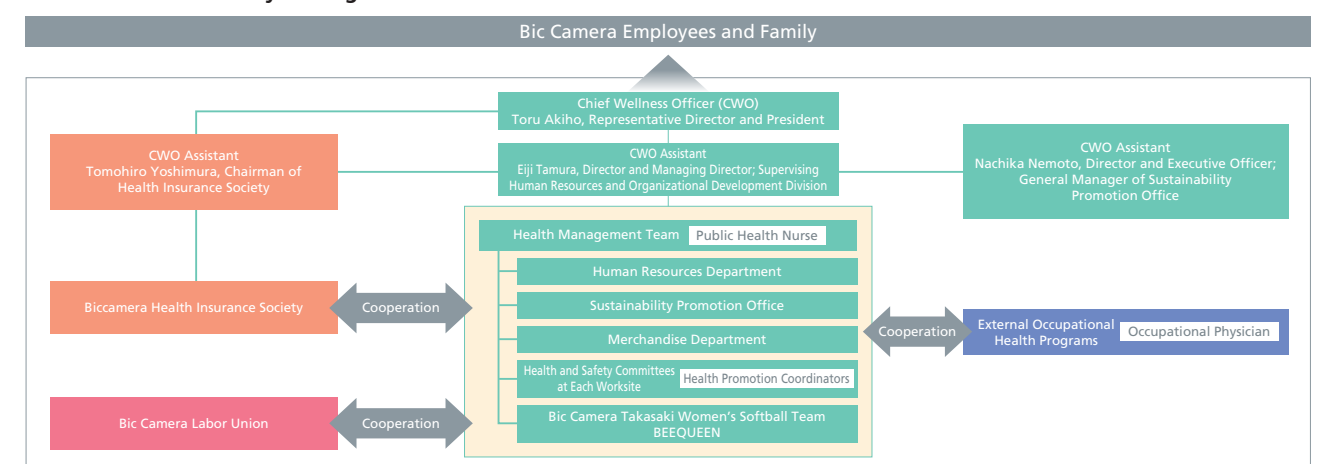 Bic Camera Employees and Family
Chief Wellness Officer (CWO)
Toru Akiho, Representative Director and President
CWO Assistant
Tomohiro Yoshimura, Chairman of
Health Insurance Society
CWO Assistant
Eiji Tamura, Director and Managing Director; Supervising
Human Resources and Organizational Development Division
CWO Assistant
Nachika Nemoto, Director and Executive Officer;
General Manager of Sustainability
Promotion Office
Health Management Team Public Health Nurse
Human Resources Department
Biccamera Health Insurance Society
Cooperation
Sustainability Promotion Office
Merchandise Department
Cooperation
External Occupational
Health Programs
Occupational Physician
Health and Safety Committees
at Each Worksite
Health Promotion Coordinators
Bic Camera Labor Union
Cooperation
Bic Camera Takasaki Women's Softball Team
BEEQUEEN